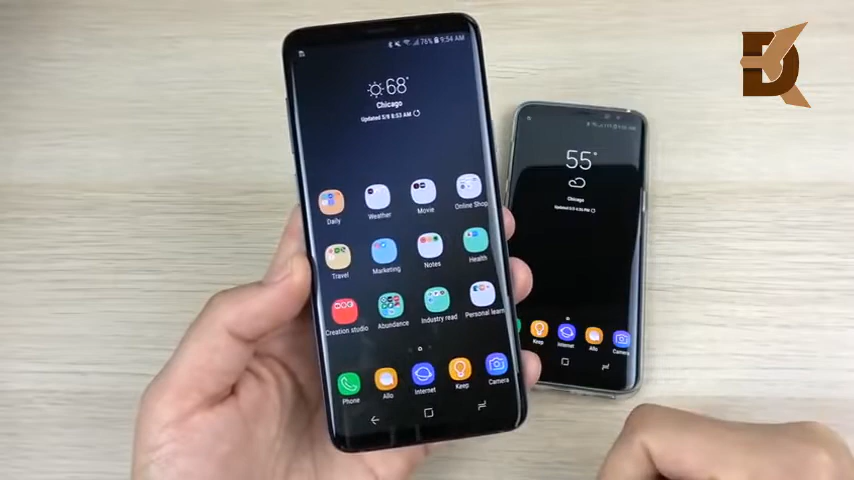 76% 9:54 AM
68°
Chicago
Updated 5/9 8:53 AM
Daily
Weather
Movie
Online Shop
Travel
Marketing
Notes
Health
Creation studio
Abundance
Industry read
Personal learn
Phone
Allo
Internet
Keep
Camera
55°
Chicago
Keep
Internet
Allo
Camera
DK